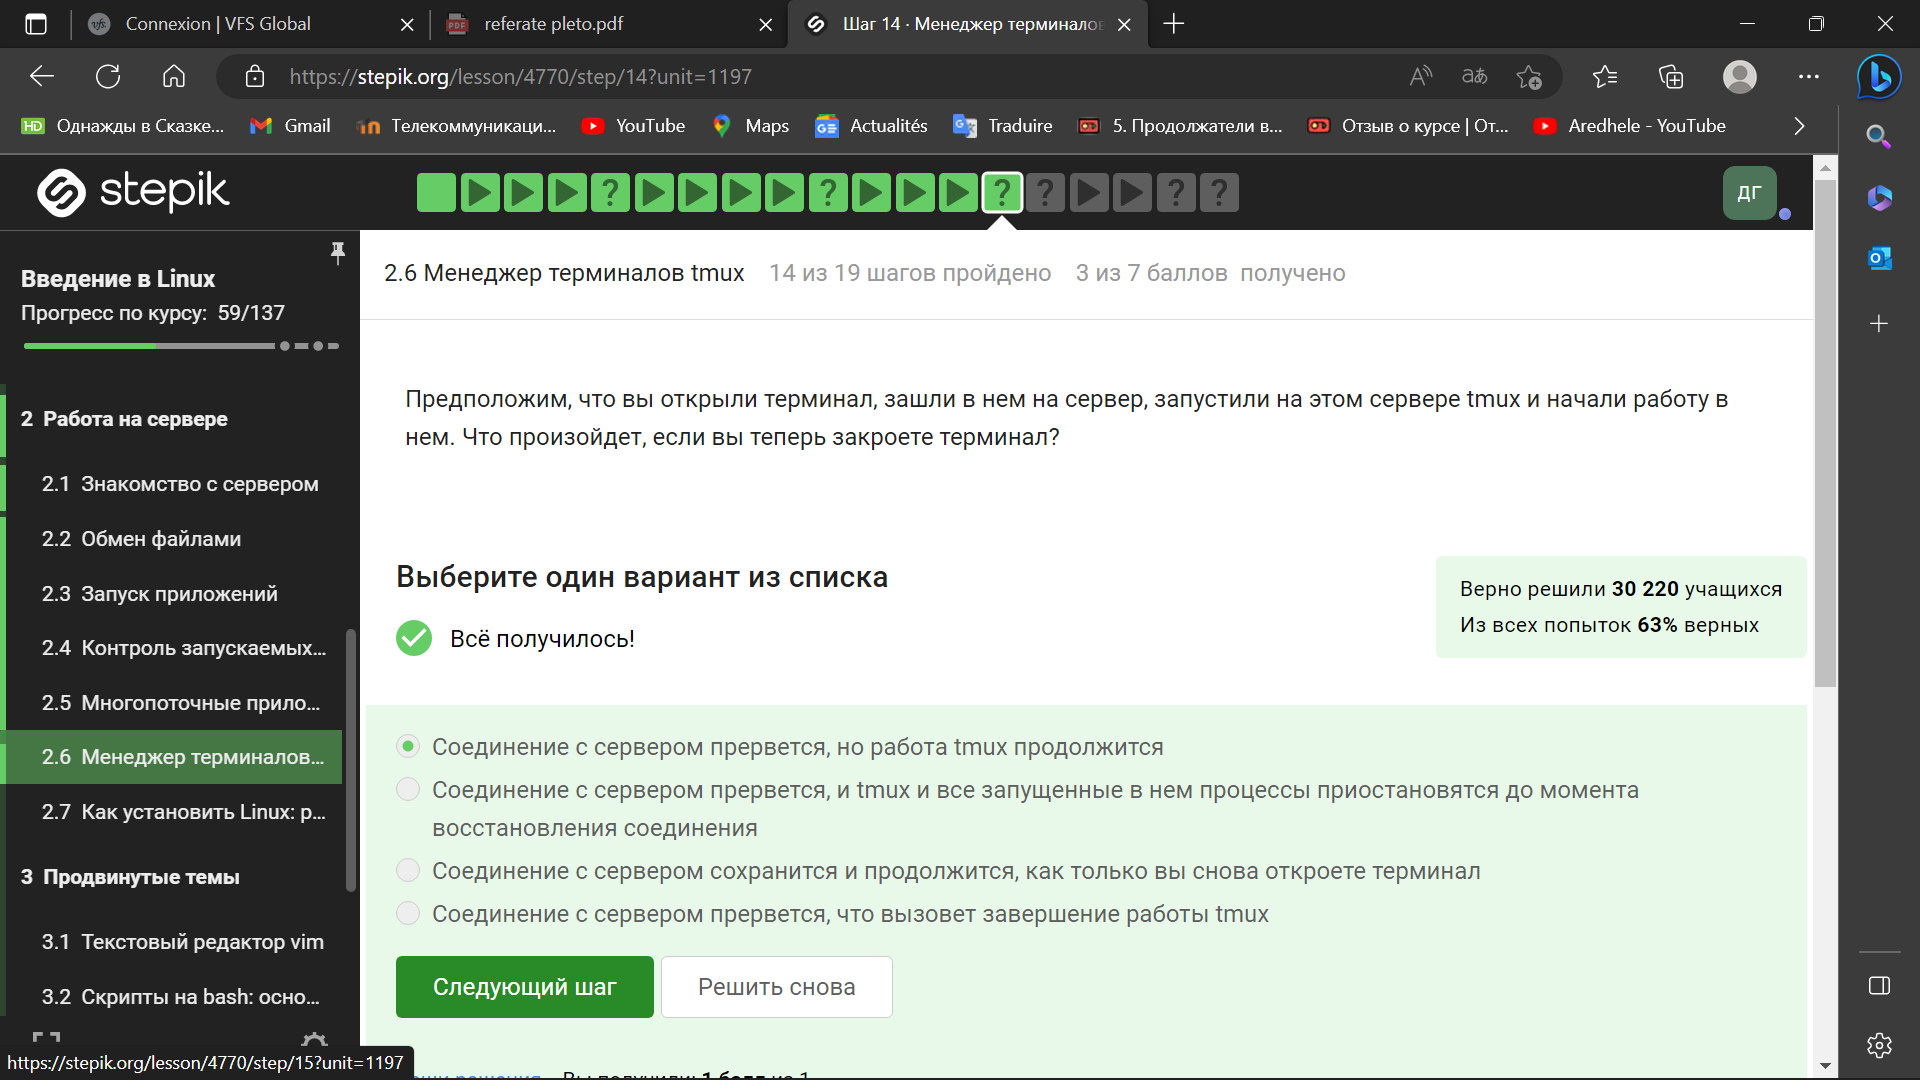 Connexion | VFS Global
referate pleto.pdf
Шаг 14 · Менеджер терминалов
https://stepik.org/lesson/4770/step/14?unit=1197
Однажды в Сказке...
Gmail
Телекоммуникаци...
YouTube
Maps
Actualités
Traduire
5. Продолжатели в...
Отзыв о курсе | От...
Aredhele - YouTube
stepik
ДГ
Введение в Linux
Прогресс по курсу: 59/137
2 Работа на сервере
2.1 Знакомство с сервером
2.2 Обмен файлами
2.3 Запуск приложений
2.4 Контроль запускаемых...
2.5 Многопоточные прило...
2.6 Менеджер терминалов...
2.7 Как установить Linux: р...
3 Продвинутые темы
3.1 Текстовый редактор vim
3.2 Скрипты на bash: осно...
https://stepik.org/lesson/4770/step/15?unit=1197
2.6 Менеджер терминалов tmux 14 из 19 шагов пройдено 3 из 7 баллов получено
Предположим, что вы открыли терминал, зашли в нем на сервер, запустили на этом сервере tmux и начали работу в
нем. Что произойдет, если вы теперь закроете терминал?
Выберите один вариант из списка
Всё получилось!
Верно решили 30 220 учащихся
Из всех попыток 63% верных
Соединение с сервером прервется, но работа tmux продолжится
Соединение с сервером прервется, и tmux и все запущенные в нем процессы приостановятся до момента
восстановления соединения
Соединение с сервером сохранится и продолжится, как только вы снова откроете терминал
Соединение с сервером прервется, что вызовет завершение работы tmux
Следующий шаг
Решить снова
решения Вы получили: 1 балл из 1